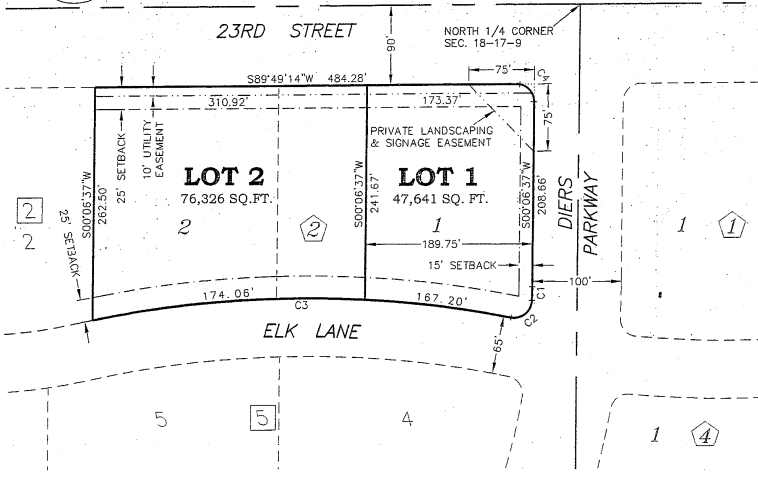 23RD STREET
NORTH 1/4 CORNER
SEC. 18-17-9
90'
S89°49'14"W 484.28'
75'
C4
310.92'
173.37'
75'
10' UTILITY
EASEMENT
25' SETBACK
PRIVATE LANDSCAPING
& SIGNAGE EASEMENT
LOT 2
76,326 SQ.FT.
2
2
LOT 1
47,641 SQ. FT.
1
S00°06'37"W
262.50'
S00°06'37"W
241.67'
S00°06'37"W
208.66'
189.75'
15' SETBACK
DIERS
PARKWAY
1
1
2
2
25' SETBACK
100'
174.06'
C3
167.20'
C1
C2
ELK LANE
65'
5
5
4
1
4